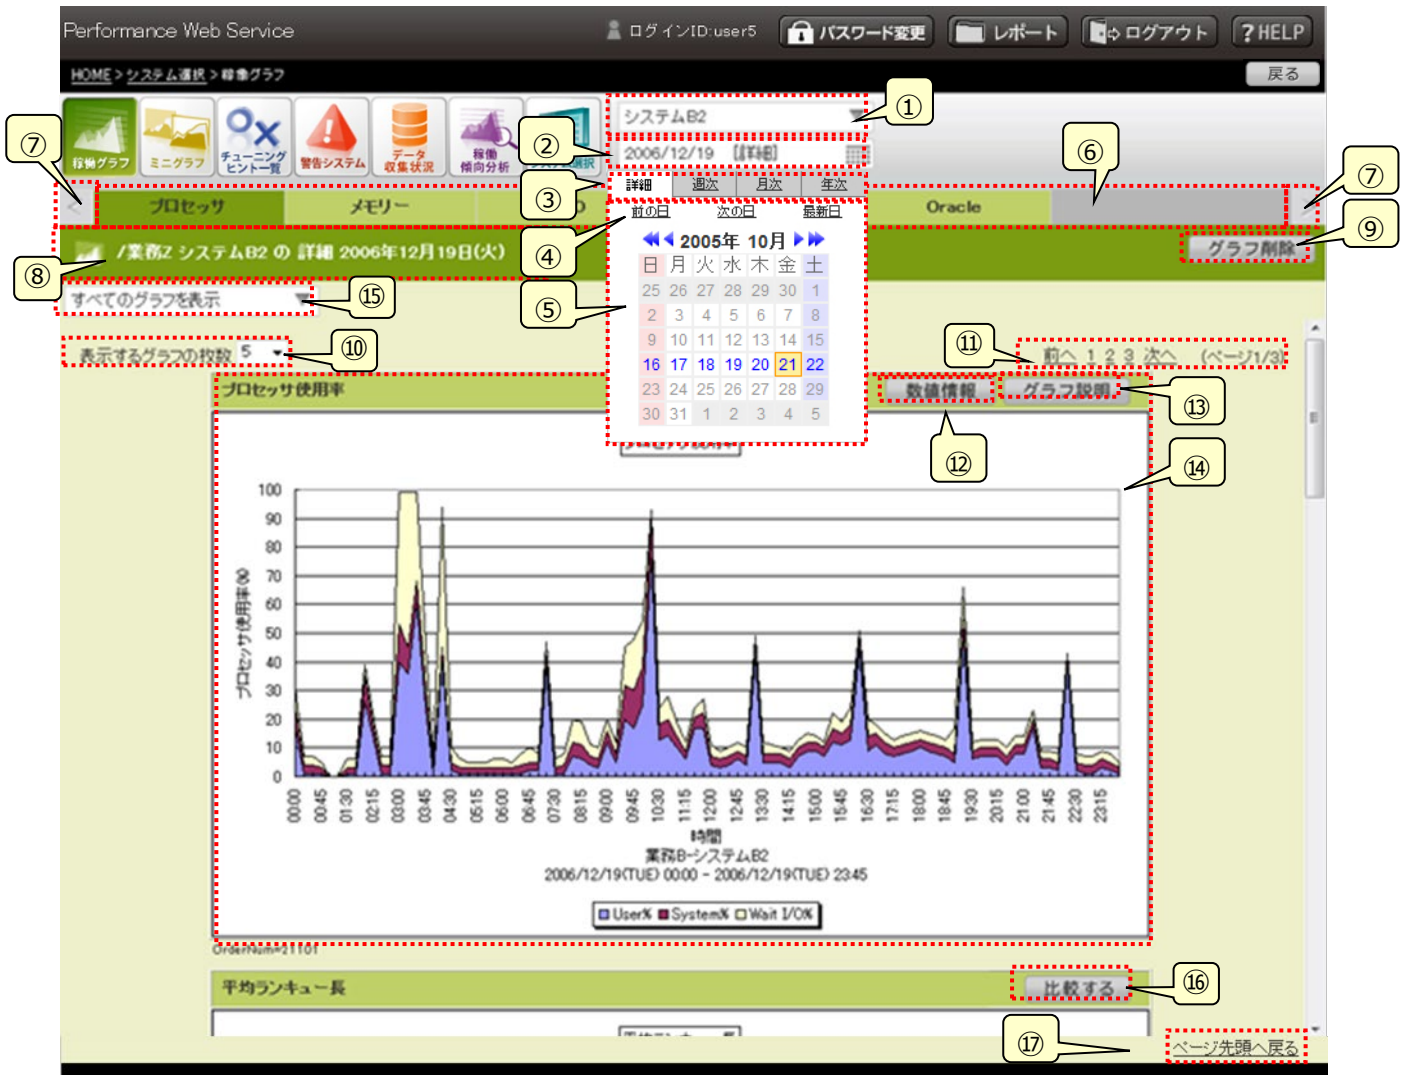 Performance Web Service
ログインID:user5
パスワード変更
レポート
ログアウト
?HELP
HOME > システム選択 > 稼働グラフ
戻る
稼働グラフ
ミニグラフ
チューニング
ヒント一覧
警告システム
データ
収集状況
稼働
傾向分析
選択
システムB2
①
2006/12/19 [詳細]
②
⑥
⑦
⑦
③
詳細 週次 月次 年次
プロセッサ
メモリー
Oracle
④
前の日 次の日 最新日
⑧
/業務Z システムB2 の 詳細 2006年12月19日(火)
グラフ削除
⑨
2005年 10月
日 月 火 水 木 金 土
25 26 27 28 29 30 1
2 3 4 5 6 7 8
9 10 11 12 13 14 15
16 17 18 19 20 21 22
23 24 25 26 27 28 29
30 31 1 2 3 4 5
⑤
すべてのグラフを表示
⑮
表示するグラフの枚数 5
⑩
⑪
前へ 1 2 3 次へ (ページ1/3)
プロセッサ使用率
数値情報
グラフ説明
⑫
⑬
⑭
プロセッサ使用率(%)
100
90
80
70
60
50
40
30
20
10
0
00:00 00:45 01:30 02:15 03:00 03:45 04:30 05:15 06:00 06:45 07:30 08:15 09:00 09:45 10:30 11:15 12:00 12:45 13:30 14:15 15:00 15:45 16:30 17:15 18:00 18:45 19:30 20:15 21:00 21:45 22:30 23:15
時間
業務B-システムB2
2006/12/19(TUE) 00:00 - 2006/12/19(TUE) 23:45
User% System% Wait I/O%
OrderNum=21101
平均ランキュー長
比較する
⑯
⑰
ページ先頭へ戻る